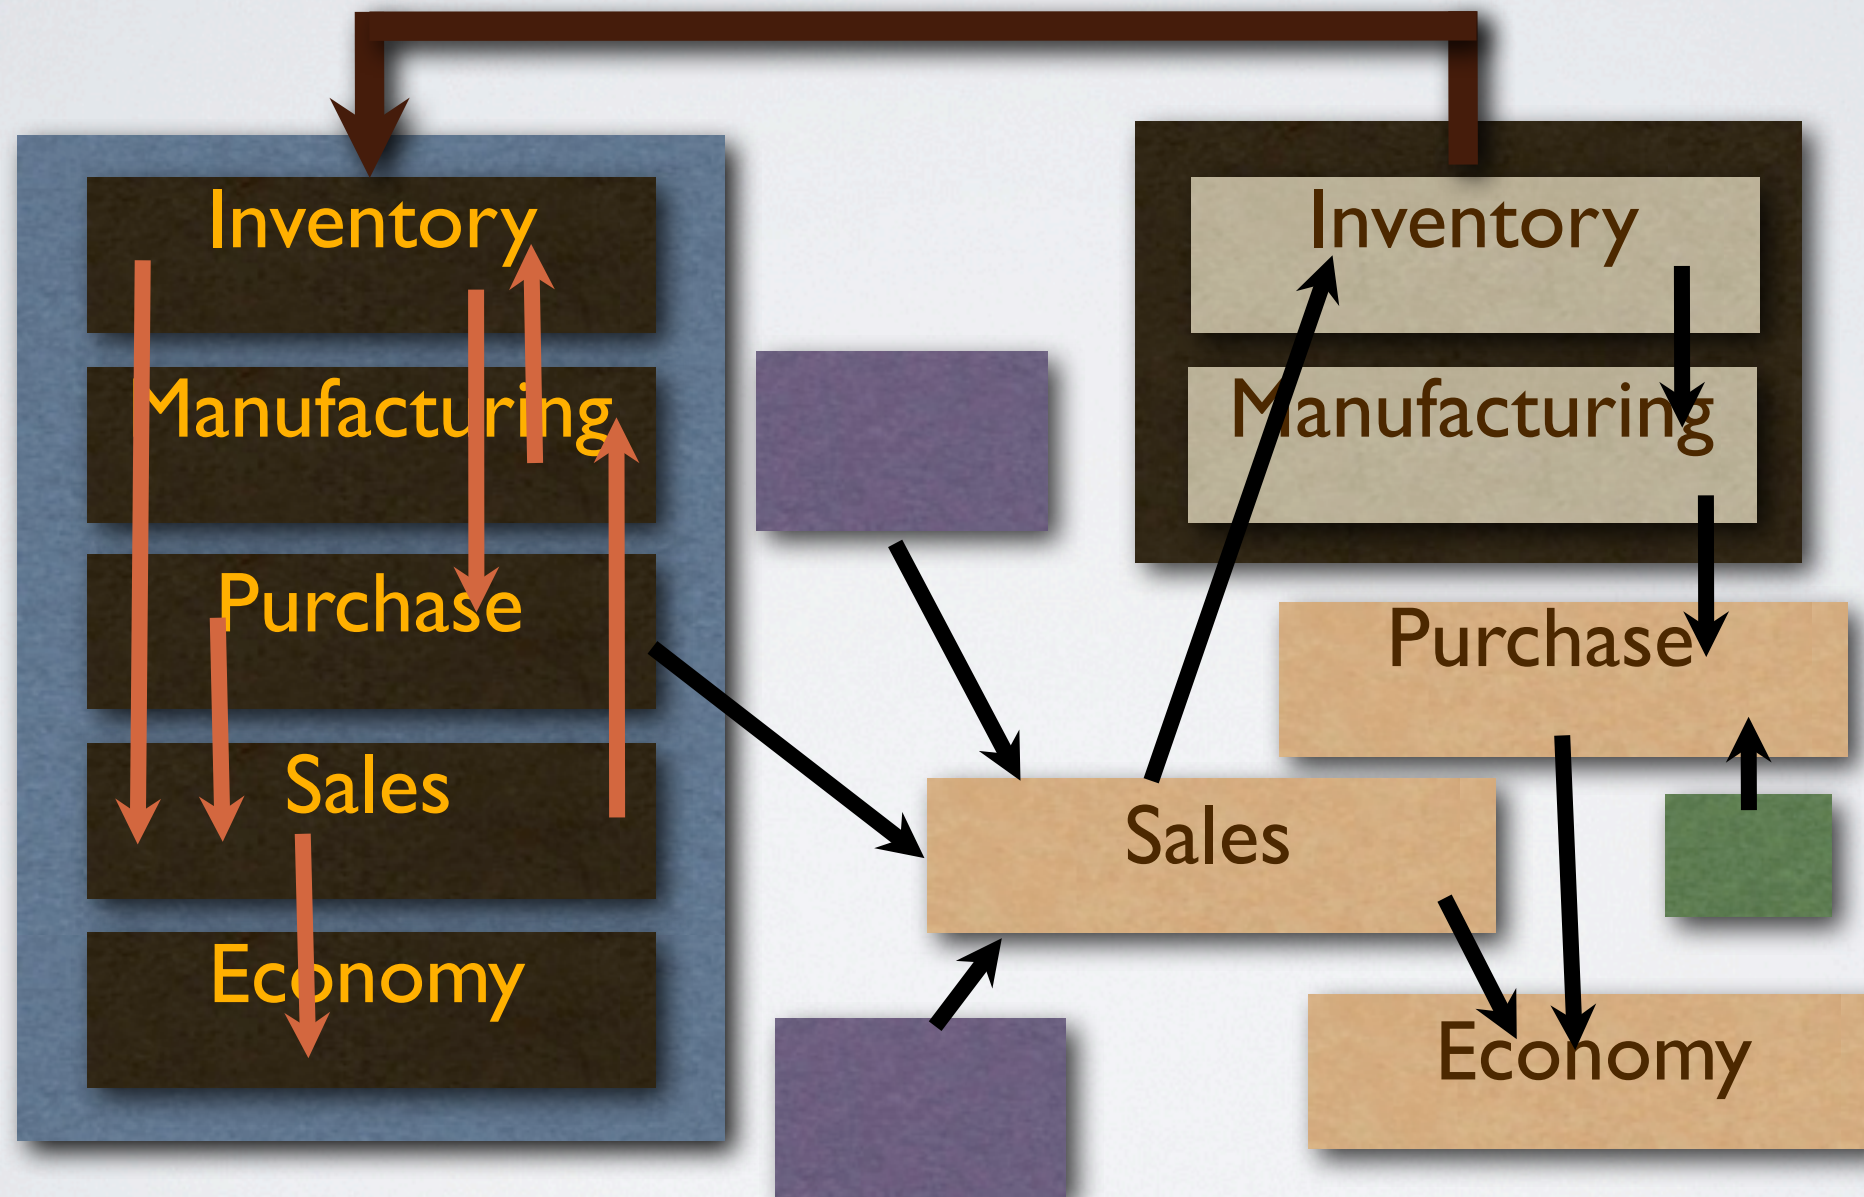 Inventory
Manufacturing
Purchase
Sales
Economy
Inventory
Manufacturing
Purchase
Sales
Economy